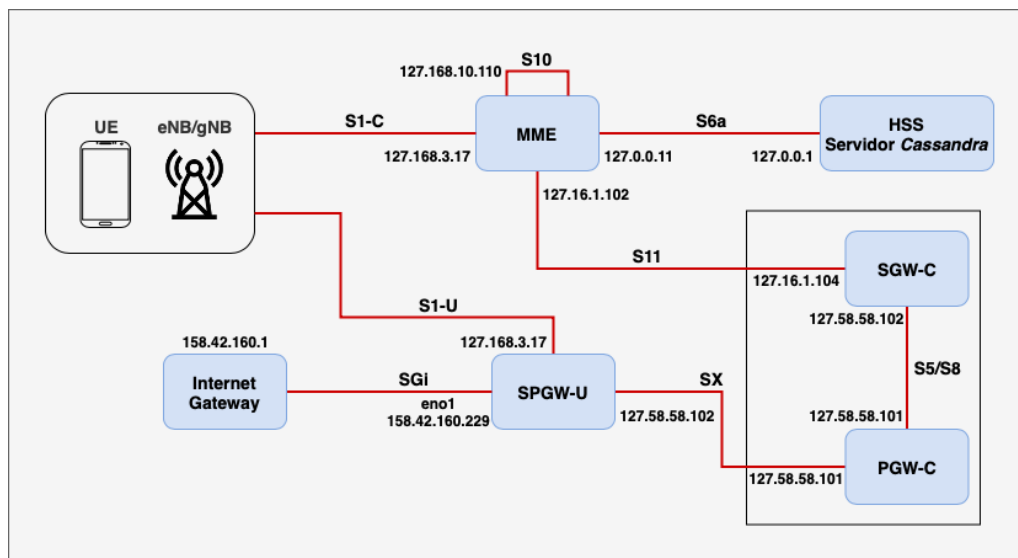 S10
127.168.10.110
UE
eNB/gNB
S1-C
127.168.3.17
MME
S6a
127.0.0.11
127.0.0.1
HSS
Servidor Cassandra
127.16.1.102
S11
127.16.1.104
SGW-C
127.58.58.102
S5/S8
127.58.58.101
PGW-C
127.58.58.101
S1-U
127.168.3.17
158.42.160.1
Internet
Gateway
SGi
eno1
158.42.160.229
SPGW-U
SX
127.58.58.102